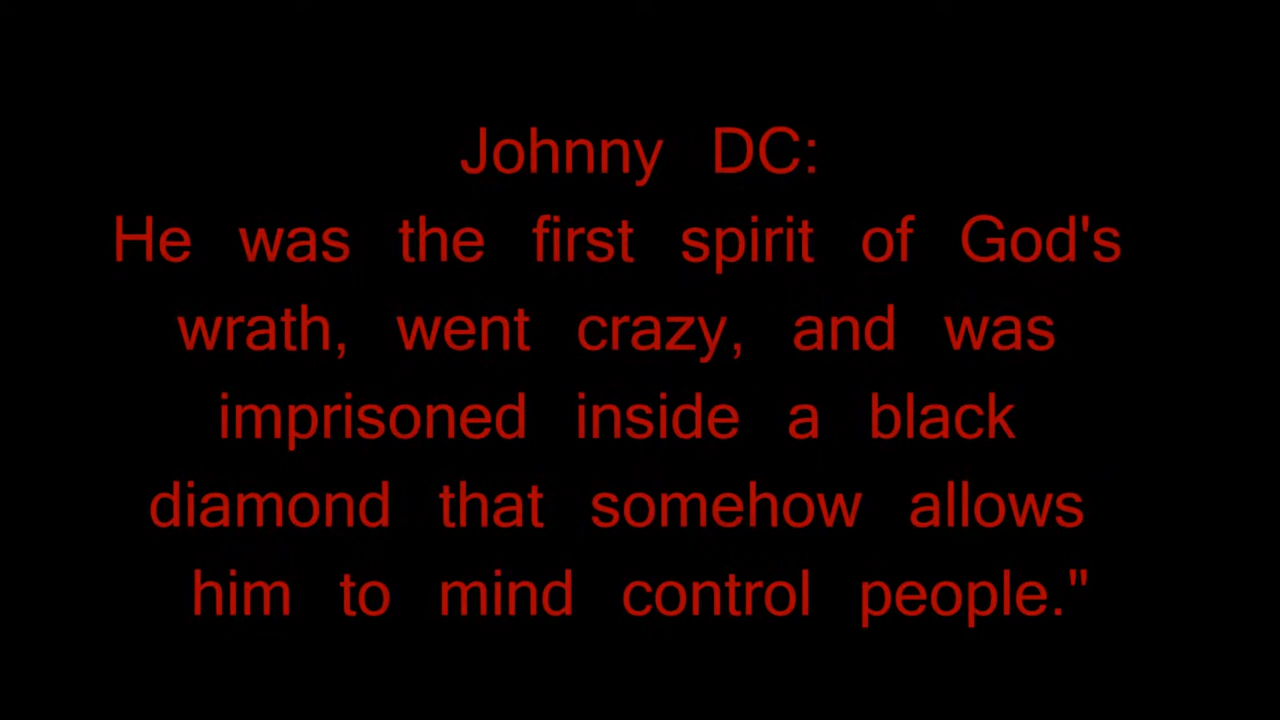 Johnny DC:
He was the first spirit of God's
wrath, went crazy, and was
imprisoned inside a black
diamond that somehow allows
him to mind control people."